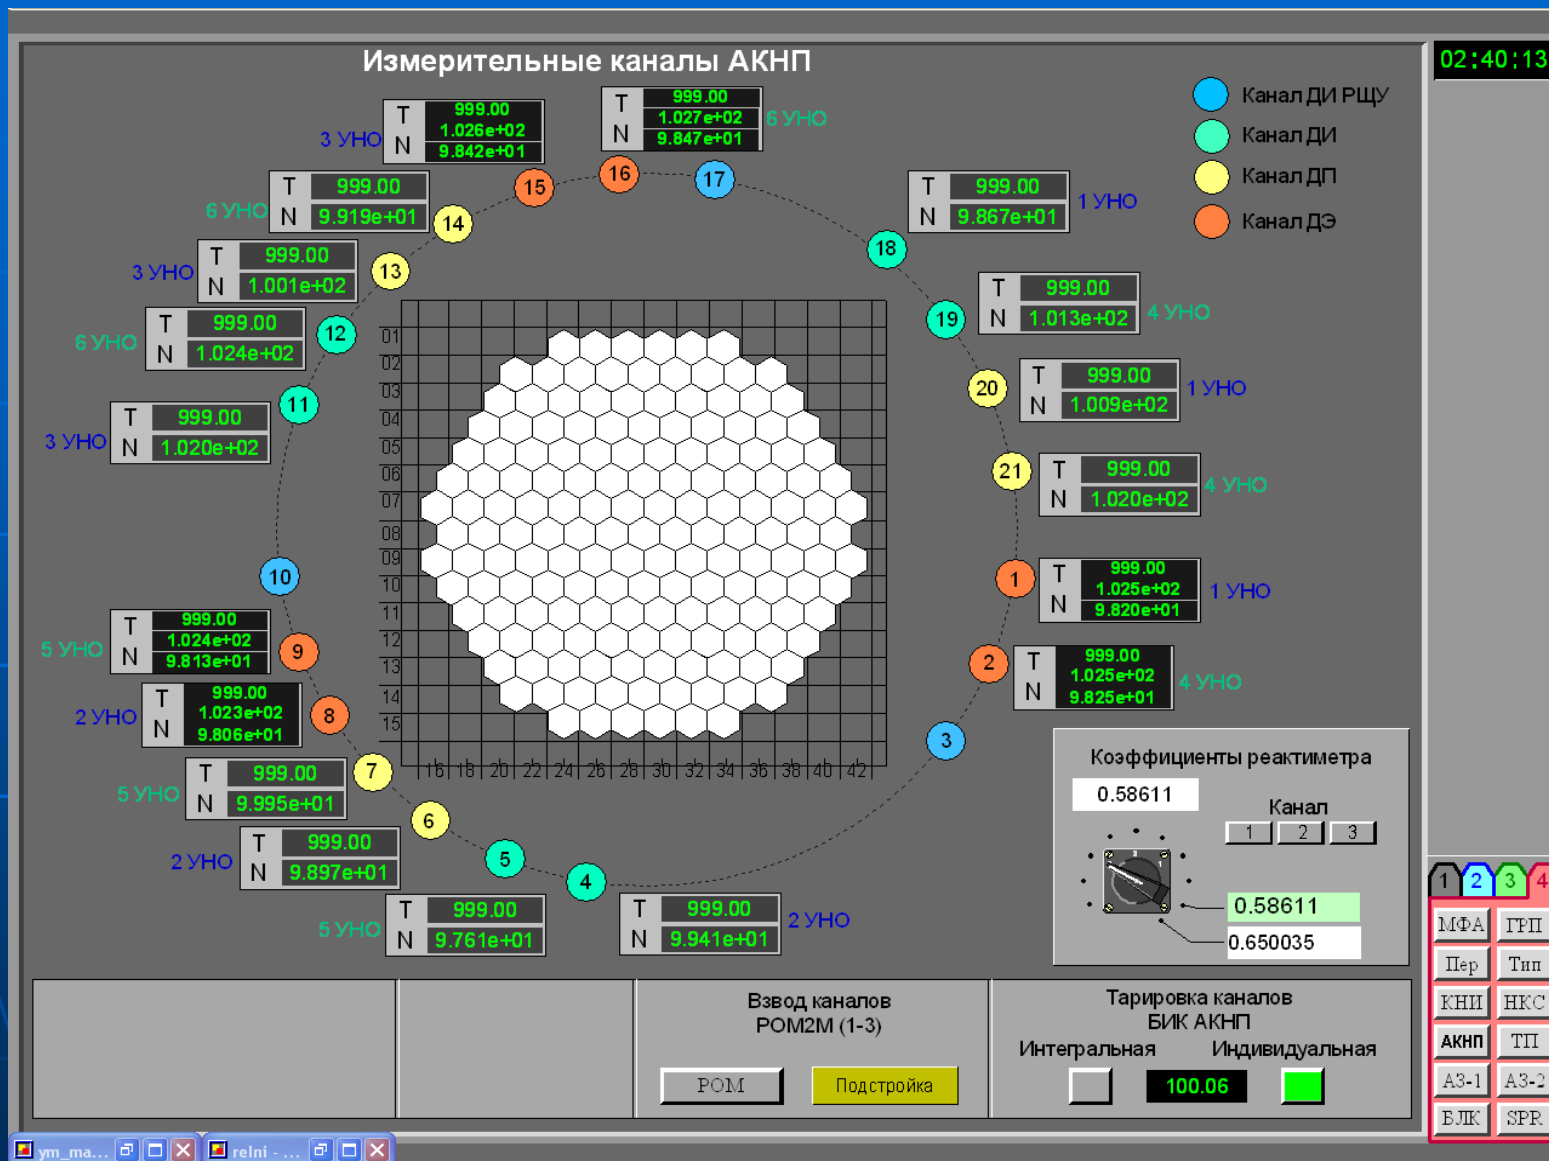 Измерительные каналы АКНП
02:40:13
Канал ДИ РЩУ
Канал ДИ
Канал ДП
Канал ДЭ
3 УНО
T
N
999.00
1.026e+02
9.842e+01
15
T
N
999.00
1.027e+02
9.847e+01
6 УНО
16
17
6 УНО
T 999.00
N 9.919e+01
14
T 999.00
N 9.867e+01
1 УНО
18
3 УНО
T 999.00
N 1.001e+02
13
T 999.00
N 1.013e+02
4 УНО
19
6 УНО
T 999.00
N 1.024e+02
12
T 999.00
N 1.009e+02
1 УНО
20
3 УНО
T 999.00
N 1.020e+02
11
T 999.00
N 1.020e+02
4 УНО
21
01
02
03
04
05
06
07
08
09
10
11
12
13
14
15
16 18 20 22 24 26 28 30 32 34 36 38 40 42
10
1
T
N
999.00
1.025e+02
9.820e+01
1 УНО
5 УНО
T
N
999.00
1.024e+02
9.813e+01
9
2
T
N
999.00
1.025e+02
9.825e+01
4 УНО
2 УНО
T
N
999.00
1.023e+02
9.806e+01
8
3
5 УНО
T 999.00
N 9.995e+01
7
2 УНО
T 999.00
N 9.897e+01
6
5 УНО
T 999.00
N 9.761e+01
5
4
T 999.00
N 9.941e+01
2 УНО
Коэффициенты реактиметра
0.58611
Канал
1 2 3
0.58611
0.650035
Взвод каналов
РОМ2М (1-3)
РОМ
Подстройка
Тарировка каналов
БИК АКНП
Интегральная
Индивидуальная
100.06
1 2 3 4
МФА ГРП
Пер Тип
КНИ НКС
АКНП ТП
АЗ-1 АЗ-2
БЛК SPR
ym_ma...
relni - ...